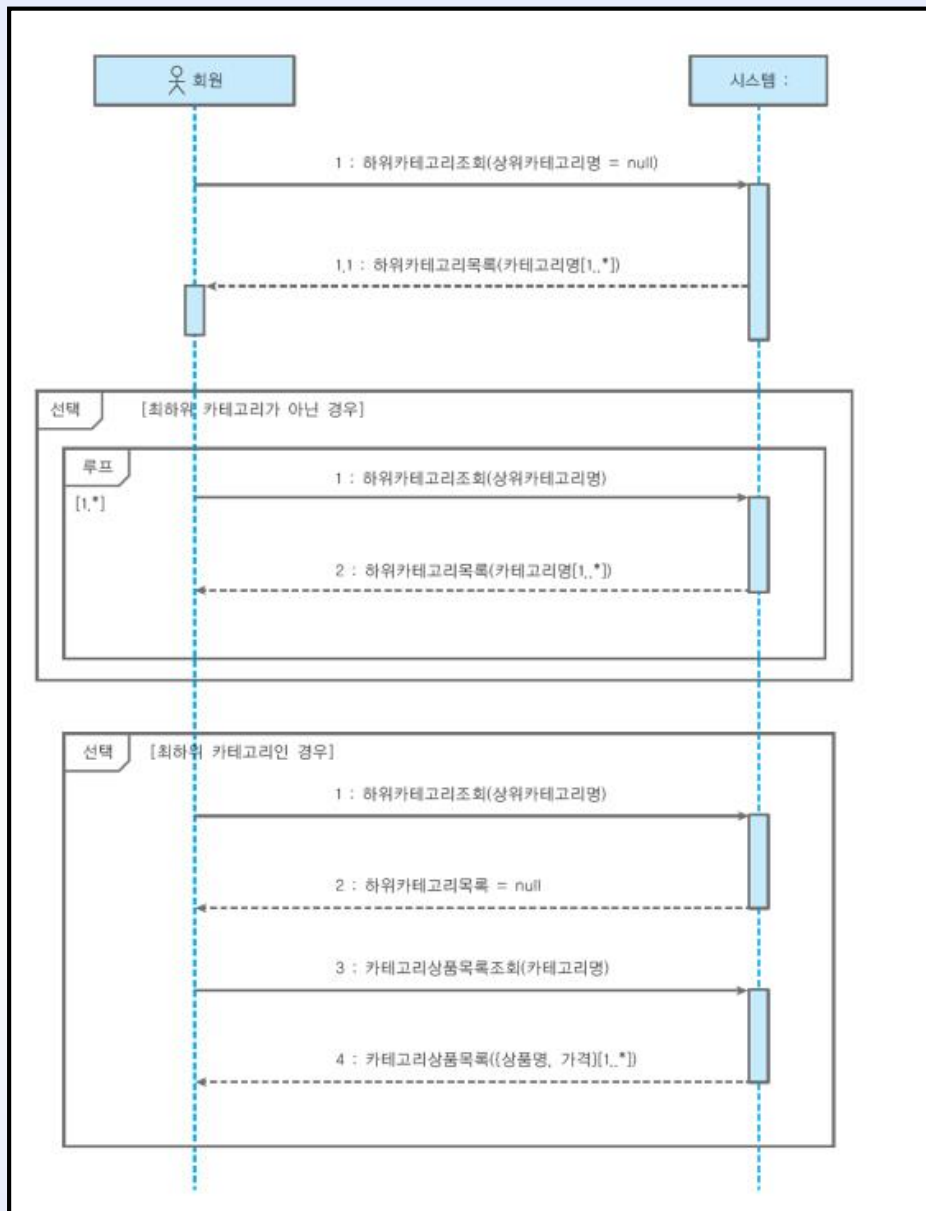 회원
시스템 :
1 : 하위카테고리조회(상위카테고리명 = null)
1.1 : 하위카테고리목록(카테고리명[1..*])
선택 [최하위 카테고리가 아닌 경우]
루프
1 : 하위카테고리조회(상위카테고리명)
[1,*]
2 : 하위카테고리목록(카테고리명[1..*])
선택 [최하위 카테고리인 경우]
1 : 하위카테고리조회(상위카테고리명)
2 : 하위카테고리목록 = null
3 : 카테고리상품목록조회(카테고리명)
4 : 카테고리상품목록({상품명, 가격}[1..*])